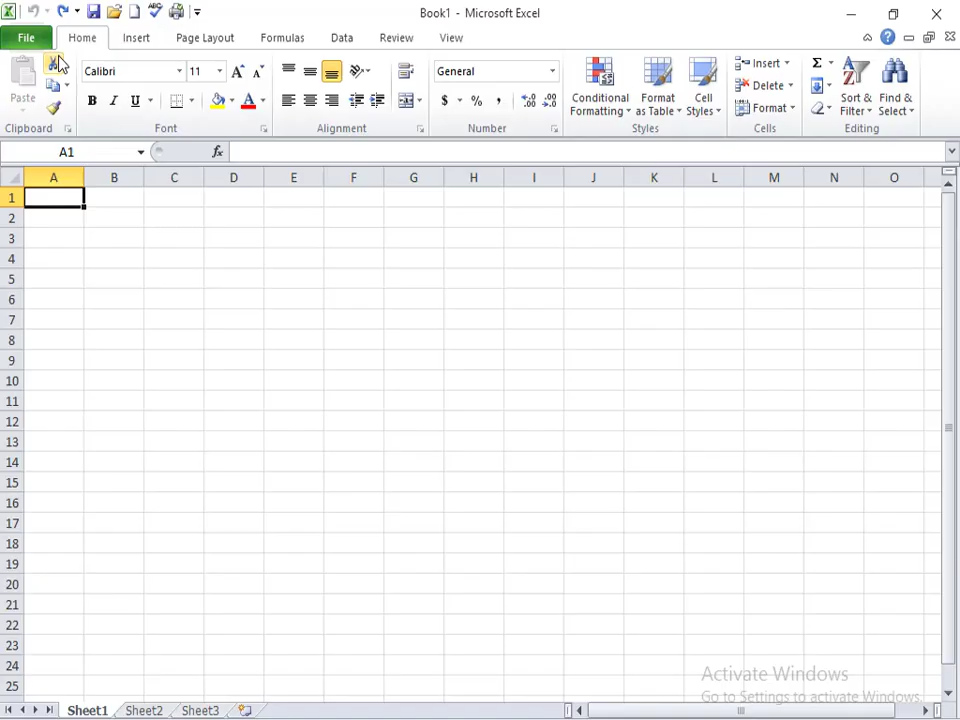 Book1 - Microsoft Excel
File Home Insert Page Layout Formulas Data Review View
Calibri 11 General Insert Σ
Paste B I U $ % , Conditional Formatting Format as Table Cell Styles Delete Format Sort & Filter Find & Select
Clipboard Font Alignment Number Styles Cells Editing
A1 fx
A B C D E F G H I J K L M N O
1
2
3
4
5
6
7
8
9
10
11
12
13
14
15
16
17
18
19
20
21
22
23
24
25
Activate Windows
Go to Settings to activate Windows.
Sheet1 Sheet2 Sheet3